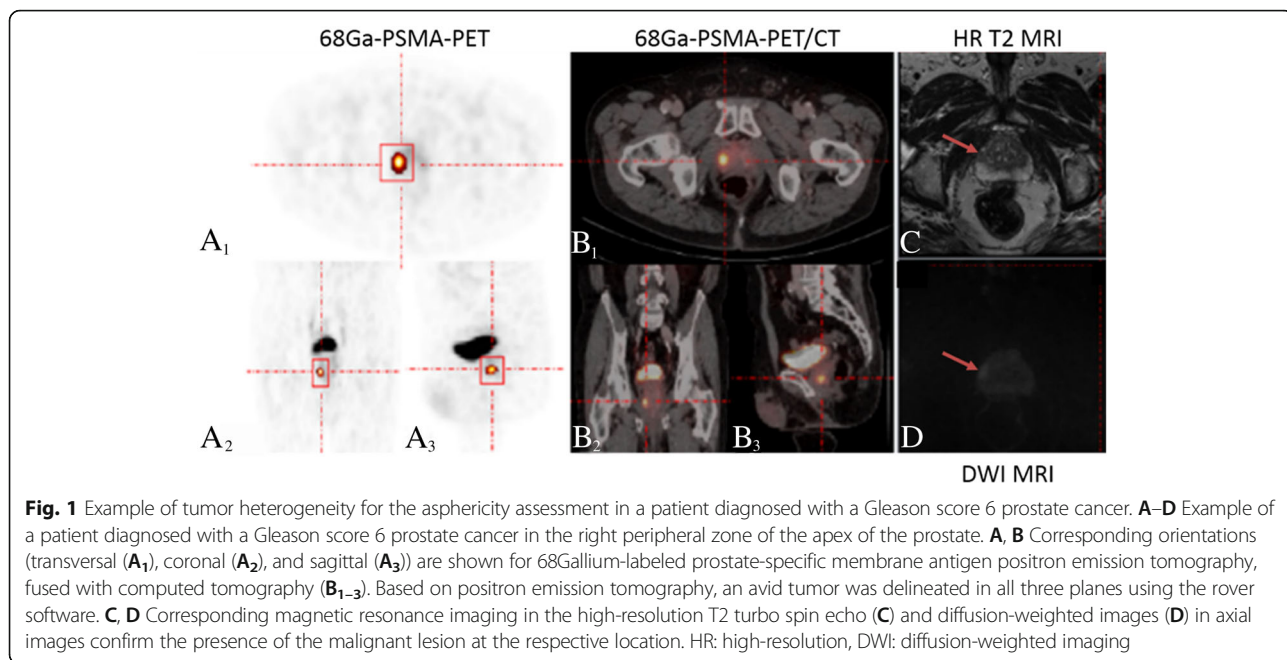 68Ga-PSMA-PET
68Ga-PSMA-PET/CT
HR T2 MRI
A₁
B₁
C
A₂
A₃
B₂
B₃
D
DWI MRI
Fig. 1 Example of tumor heterogeneity for the asphericity assessment in a patient diagnosed with a Gleason score 6 prostate cancer. A–D Example of
a patient diagnosed with a Gleason score 6 prostate cancer in the right peripheral zone of the apex of the prostate. A, B Corresponding orientations
(transversal (A₁), coronal (A₂), and sagittal (A₃)) are shown for 68Gallium-labeled prostate-specific membrane antigen positron emission tomography,
fused with computed tomography (B₁₋₃). Based on positron emission tomography, an avid tumor was delineated in all three planes using the rover
software. C, D Corresponding magnetic resonance imaging in the high-resolution T2 turbo spin echo (C) and diffusion-weighted images (D) in axial
images confirm the presence of the malignant lesion at the respective location. HR: high-resolution, DWI: diffusion-weighted imaging